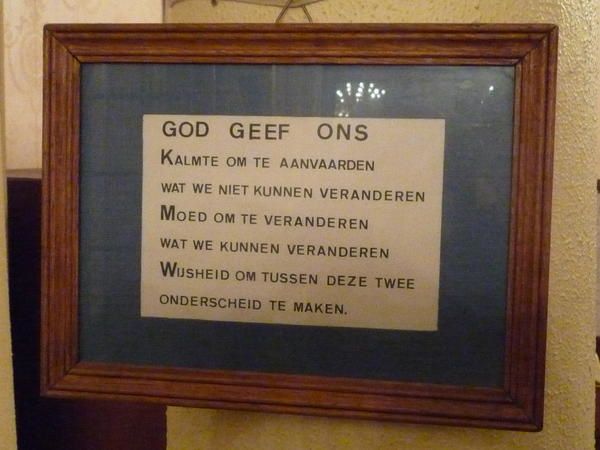 GOD GEEF ONS
KALMTE OM TE AANVAARDEN
WAT WE NIET KUNNEN VERANDEREN
MOED OM TE VERANDEREN
WAT WE KUNNEN VERANDEREN
WIJSHEID OM TUSSEN DEZE TWEE
ONDERSCHEID TE MAKEN.